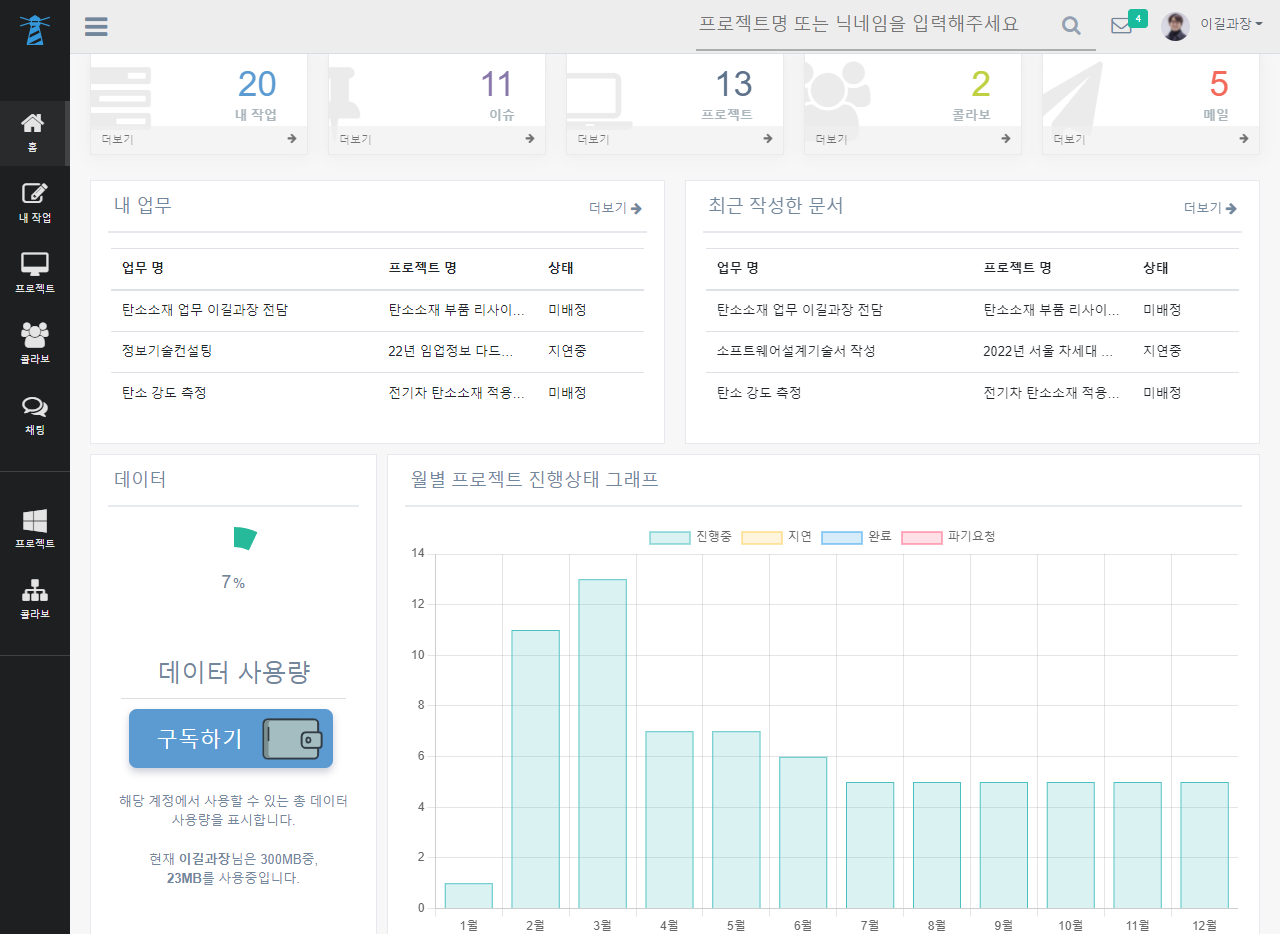 프로젝트명 또는 닉네임을 입력해주세요
4
이길과장
홈
내 작업
프로젝트
콜라보
채팅
프로젝트
콜라보
20
내 작업
더보기
11
이슈
더보기
13
프로젝트
더보기
2
콜라보
더보기
5
메일
더보기
내 업무
더보기
업무 명 프로젝트 명 상태
탄소소재 업무 이길과장 전담 탄소소재 부품 리사이... 미배정
정보기술컨설팅 22년 임업정보 다드... 지연중
탄소 강도 측정 전기차 탄소소재 적용... 미배정
최근 작성한 문서
더보기
업무 명 프로젝트 명 상태
탄소소재 업무 이길과장 전담 탄소소재 부품 리사이... 미배정
소프트웨어설계기술서 작성 2022년 서울 차세대 ... 지연중
탄소 강도 측정 전기차 탄소소재 적용... 미배정
데이터
7%
데이터 사용량
구독하기
해당 계정에서 사용할 수 있는 총 데이터
사용량을 표시합니다.
현재 이길과장님은 300MB중,
23MB를 사용중입니다.
월별 프로젝트 진행상태 그래프
진행중 지연 완료 파기요청
14
12
10
8
6
4
2
0
1월 2월 3월 4월 5월 6월 7월 8월 9월 10월 11월 12월